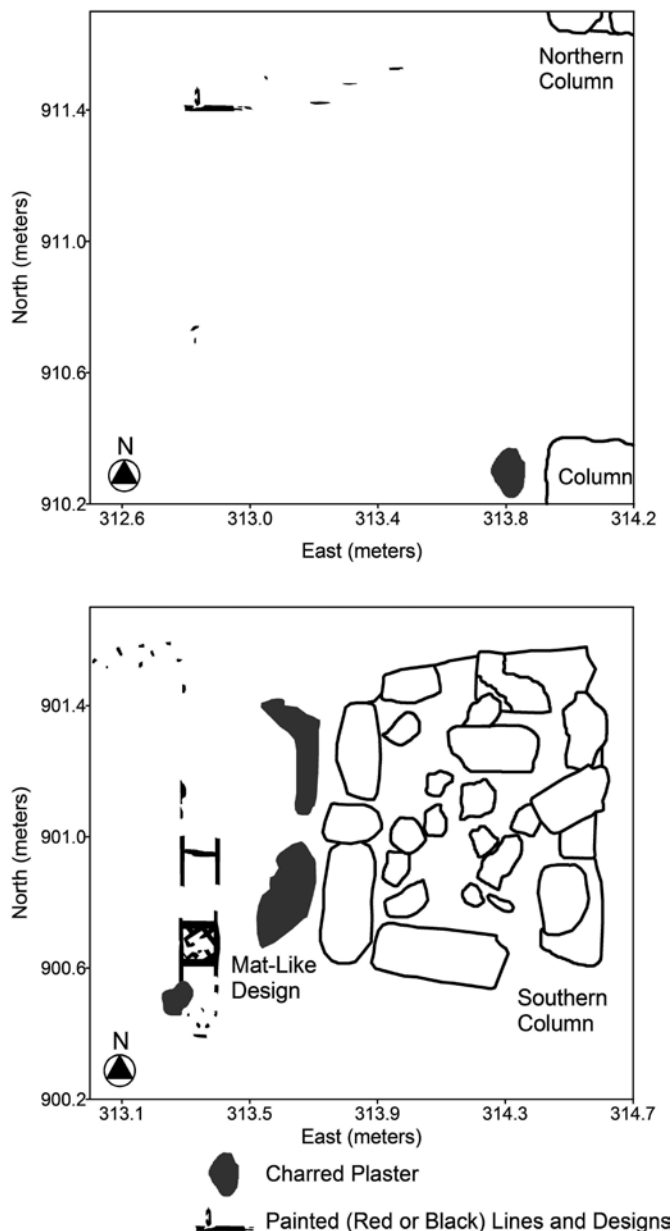 Northern
Column
911.4
911.0
910.6
910.2
North (meters)
N
Column
312.6 313.0 313.4 313.8 314.2
East (meters)
901.4
901.0
900.6
900.2
North (meters)
Mat-Like
Design
Southern
Column
N
313.1 313.5 313.9 314.3 314.7
East (meters)
Charred Plaster
Painted (Red or Black) Lines and Designs